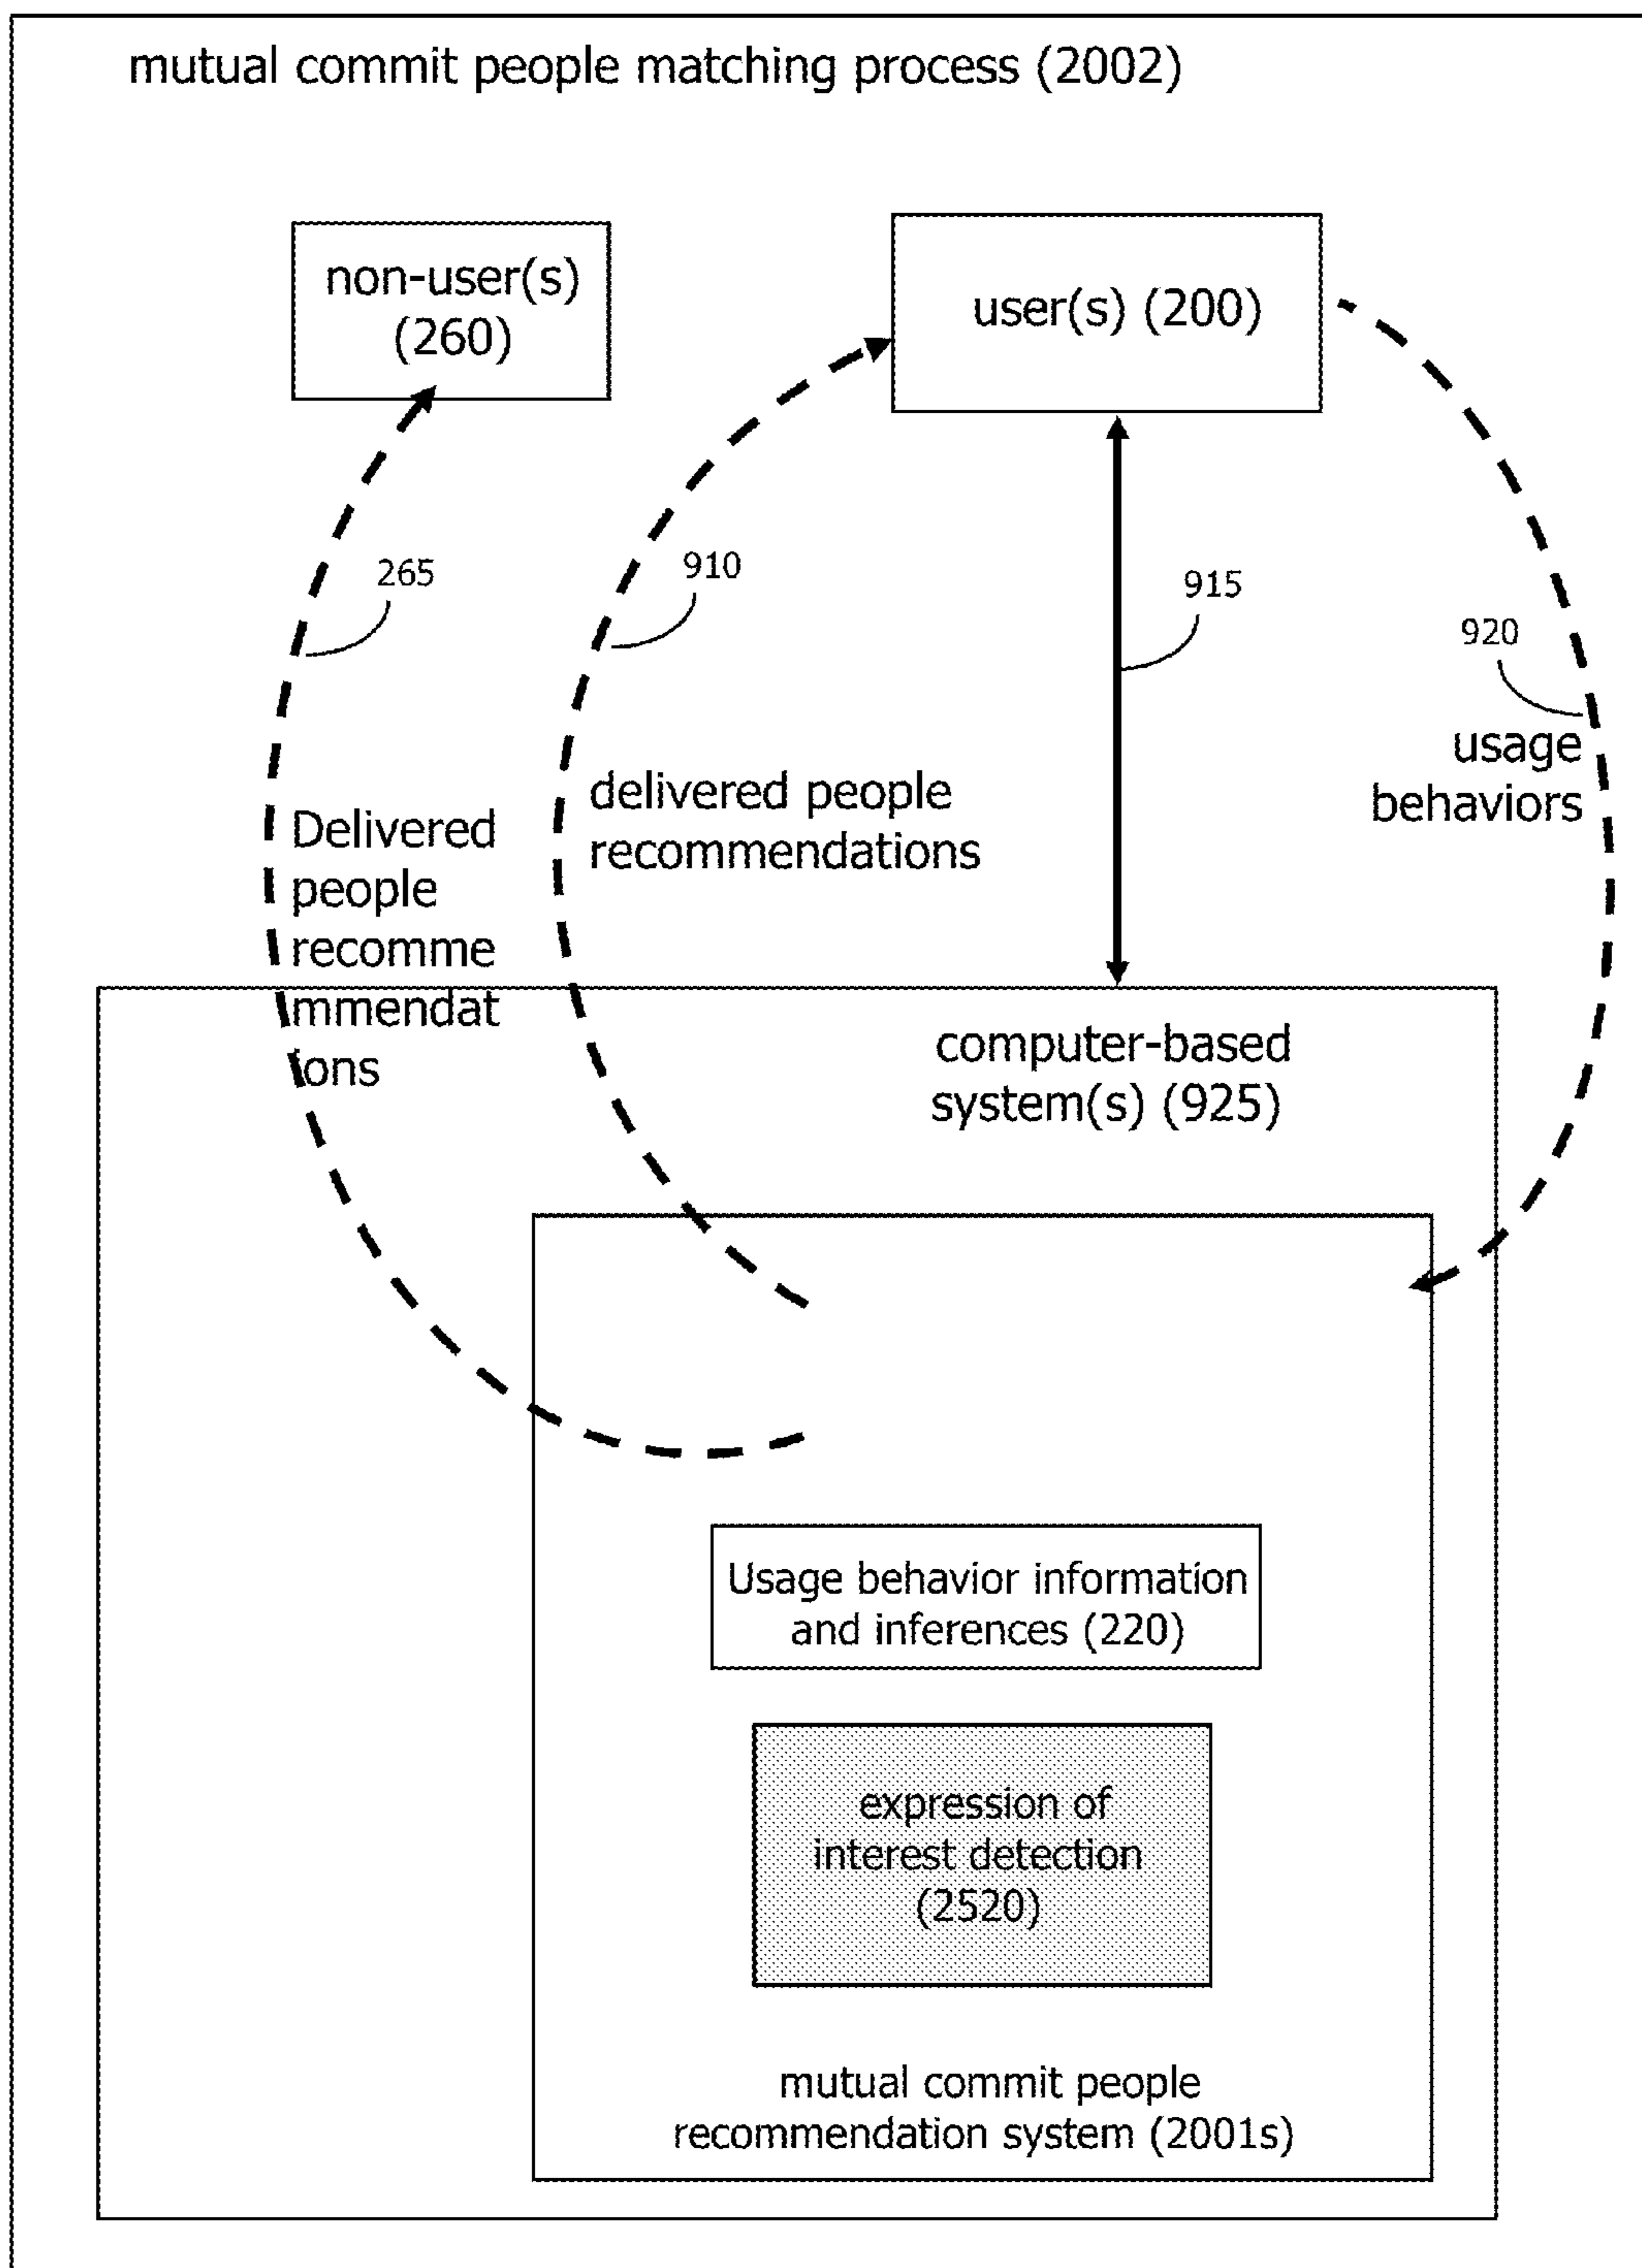 mutual commit people matching process (2002)
non-user(s)
(260)
user(s) (200)
265
910
915
920
usage
behaviors
delivered people
recommendations
Delivered
people
recomme
mmendat
ions
computer-based
system(s) (925)
Usage behavior information
and inferences (220)
expression of
interest detection
(2520)
mutual commit people
recommendation system (2001s)